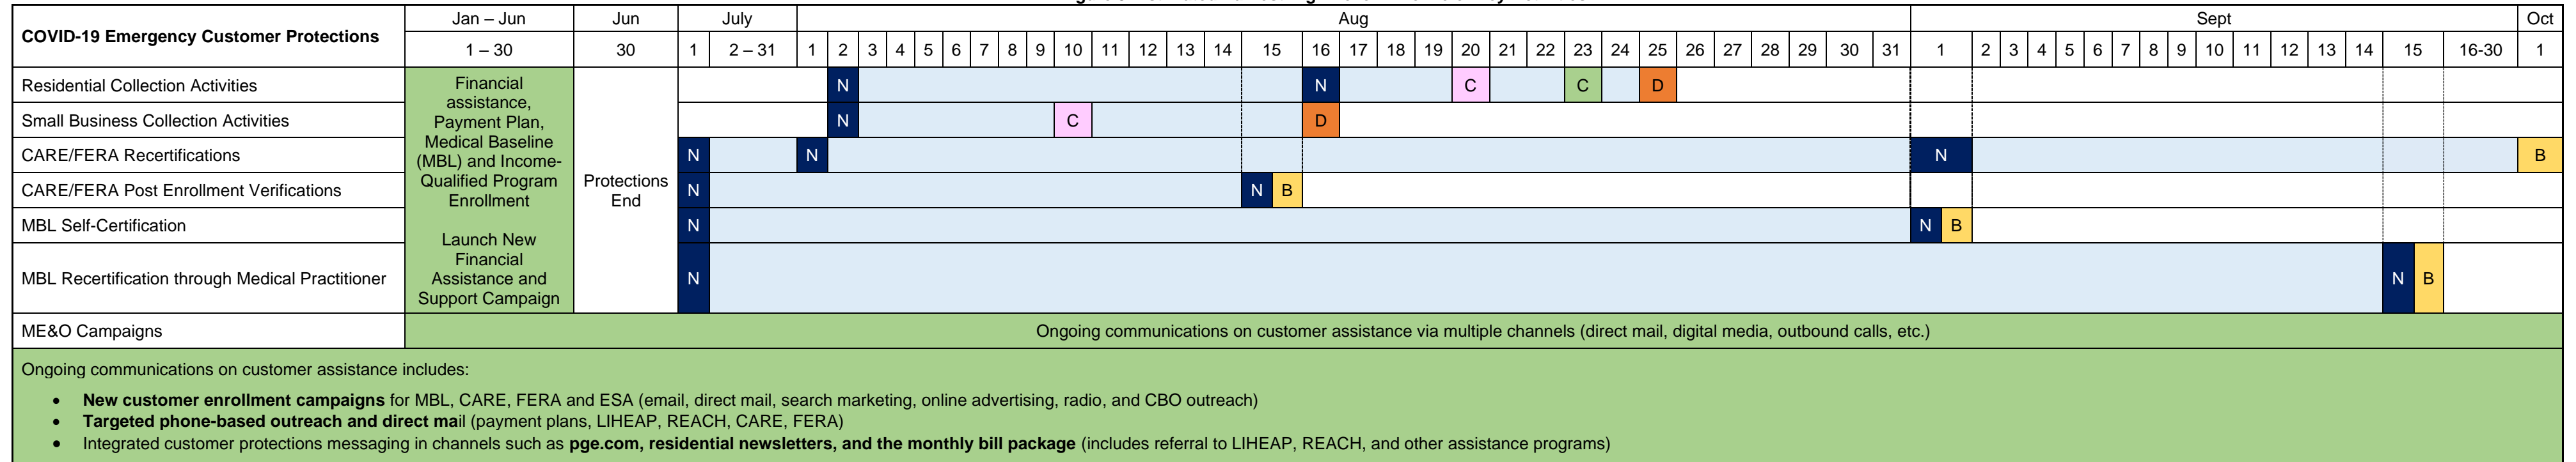 COVID-19 Emergency Customer Protections
Jan – Jun Jun July Aug Sept Oct
1 – 30 30 1 2 – 31 1 2 3 4 5 6 7 8 9 10 11 12 13 14 15 16 17 18 19 20 21 22 23 24 25 26 27 28 29 30 31 1 2 3 4 5 6 7 8 9 10 11 12 13 14 15 16-30 1
Financial
assistance,
Payment Plan,
Medical Baseline
(MBL) and Income-
Qualified Program
Enrollment
Launch New
Financial
Assistance and
Support Campaign
Protections
End
Residential Collection Activities N N C C D
Small Business Collection Activities N C D
CARE/FERA Recertifications N N N B
CARE/FERA Post Enrollment Verifications N N B
MBL Self-Certification N N B
MBL Recertification through Medical Practitioner N N B
ME&O Campaigns Ongoing communications on customer assistance via multiple channels (direct mail, digital media, outbound calls, etc.)
Ongoing communications on customer assistance includes:
• New customer enrollment campaigns for MBL, CARE, FERA and ESA (email, direct mail, search marketing, online advertising, radio, and CBO outreach)
• Targeted phone-based outreach and direct mail (payment plans, LIHEAP, REACH, CARE, FERA)
• Integrated customer protections messaging in channels such as pge.com, residential newsletters, and the monthly bill package (includes referral to LIHEAP, REACH, and other assistance programs)